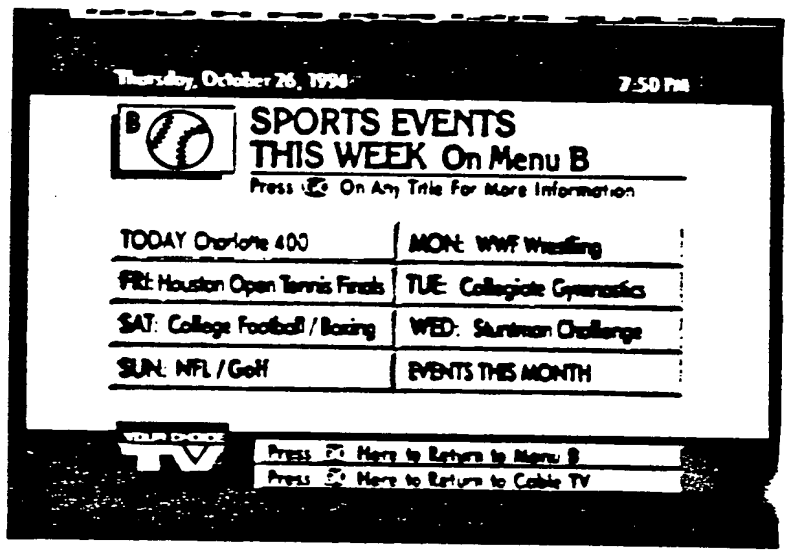 Thursday, October 26, 1994
7:50 PM
B
SPORTS EVENTS
THIS WEEK On Menu B
Press On Any Title For More Information
TODAY Charlotte 400
MON: WWF Wrestling
FRI: Houston Open Tennis Finals
TUE: Collegiate Gymnastics
SAT: College Football / Boxing
WED: Stuntman Challenge
SUN: NFL / Golf
EVENTS THIS MONTH
YOUR CHOICE
TV
Press Here to Return to Menu B
Press Here to Return to Cable TV